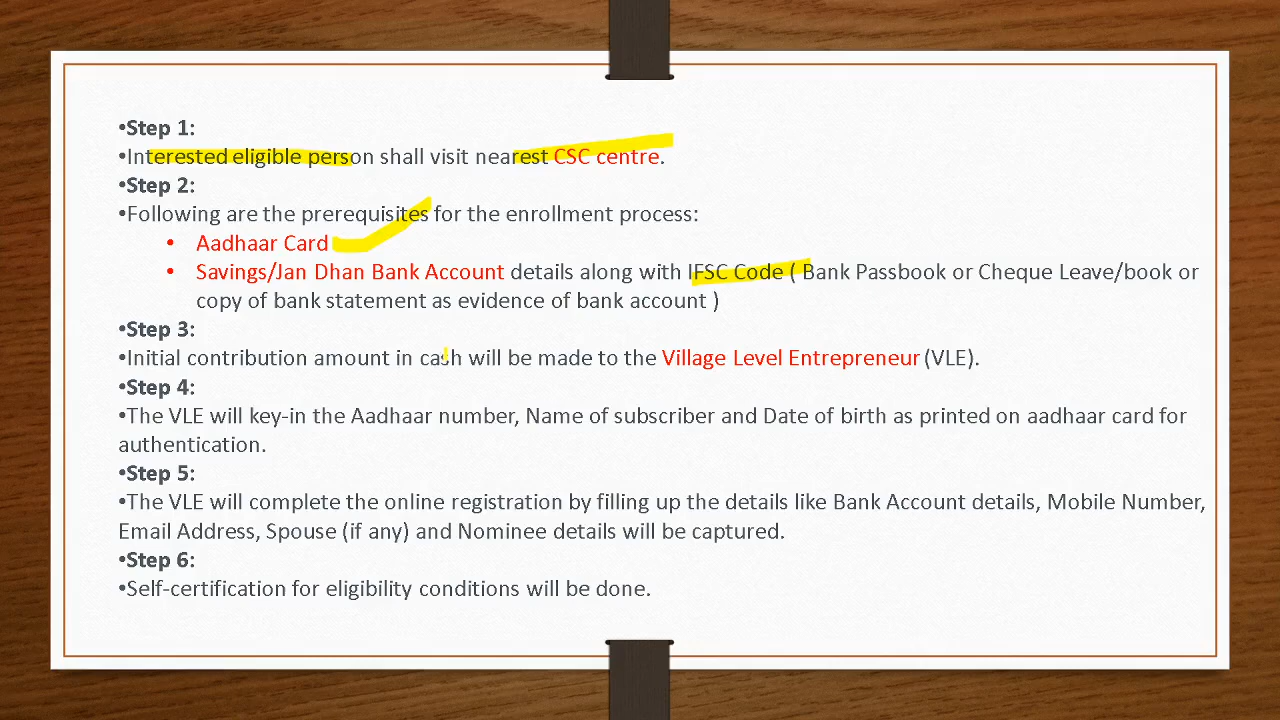 •Step 1:
•Interested eligible person shall visit nearest CSC centre.
•Step 2:
•Following are the prerequisites for the enrollment process:
• Aadhaar Card
• Savings/Jan Dhan Bank Account details along with IFSC Code ( Bank Passbook or Cheque Leave/book or
copy of bank statement as evidence of bank account )
•Step 3:
•Initial contribution amount in cash will be made to the Village Level Entrepreneur (VLE).
•Step 4:
•The VLE will key-in the Aadhaar number, Name of subscriber and Date of birth as printed on aadhaar card for
authentication.
•Step 5:
•The VLE will complete the online registration by filling up the details like Bank Account details, Mobile Number,
Email Address, Spouse (if any) and Nominee details will be captured.
•Step 6:
•Self-certification for eligibility conditions will be done.